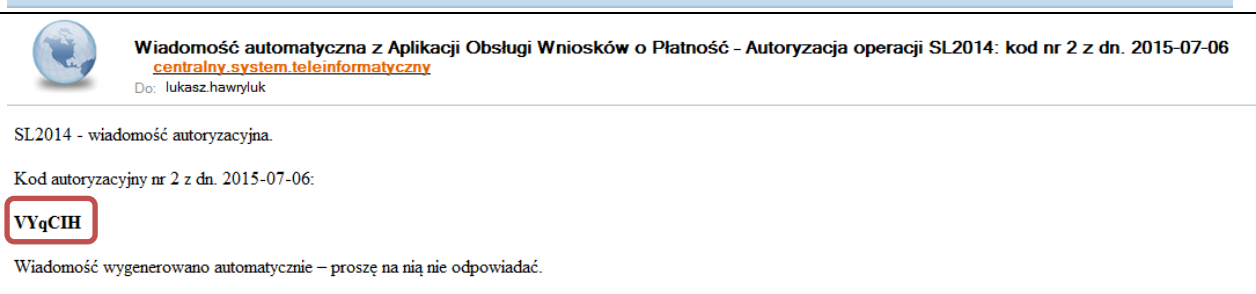 Wiadomość automatyczna z Aplikacji Obsługi Wniosków o Płatność - Autoryzacja operacji SL2014: kod nr 2 z dn. 2015-07-06
centralny.system.teleinformatyczny
Do: lukasz.hawryluk
SL2014 - wiadomość autoryzacyjna.
Kod autoryzacyjny nr 2 z dn. 2015-07-06:
VYqCIH
Wiadomość wygenerowano automatycznie – proszę na nią nie odpowiadać.